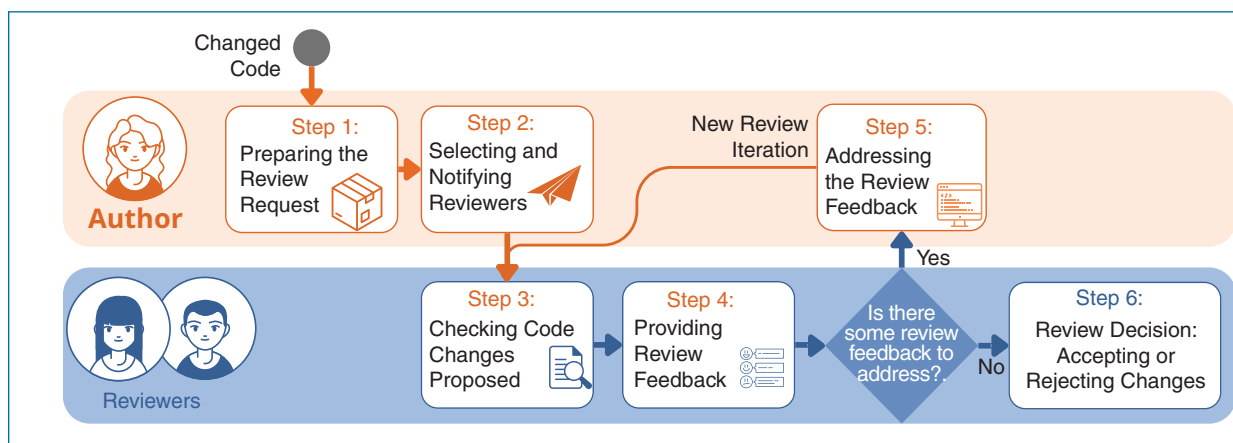 Changed
Code
Step 1:
Preparing the
Review
Request
Step 2:
Selecting and
Notifying
Reviewers
New Review
Iteration
Step 5:
Addressing
the Review
Feedback
Author
Yes
Step 3:
Checking Code
Changes
Proposed
Step 4:
Providing
Review
Feedback
Is there
some review
feedback to
address?.
No
Step 6:
Review Decision:
Accepting or
Rejecting Changes
Reviewers